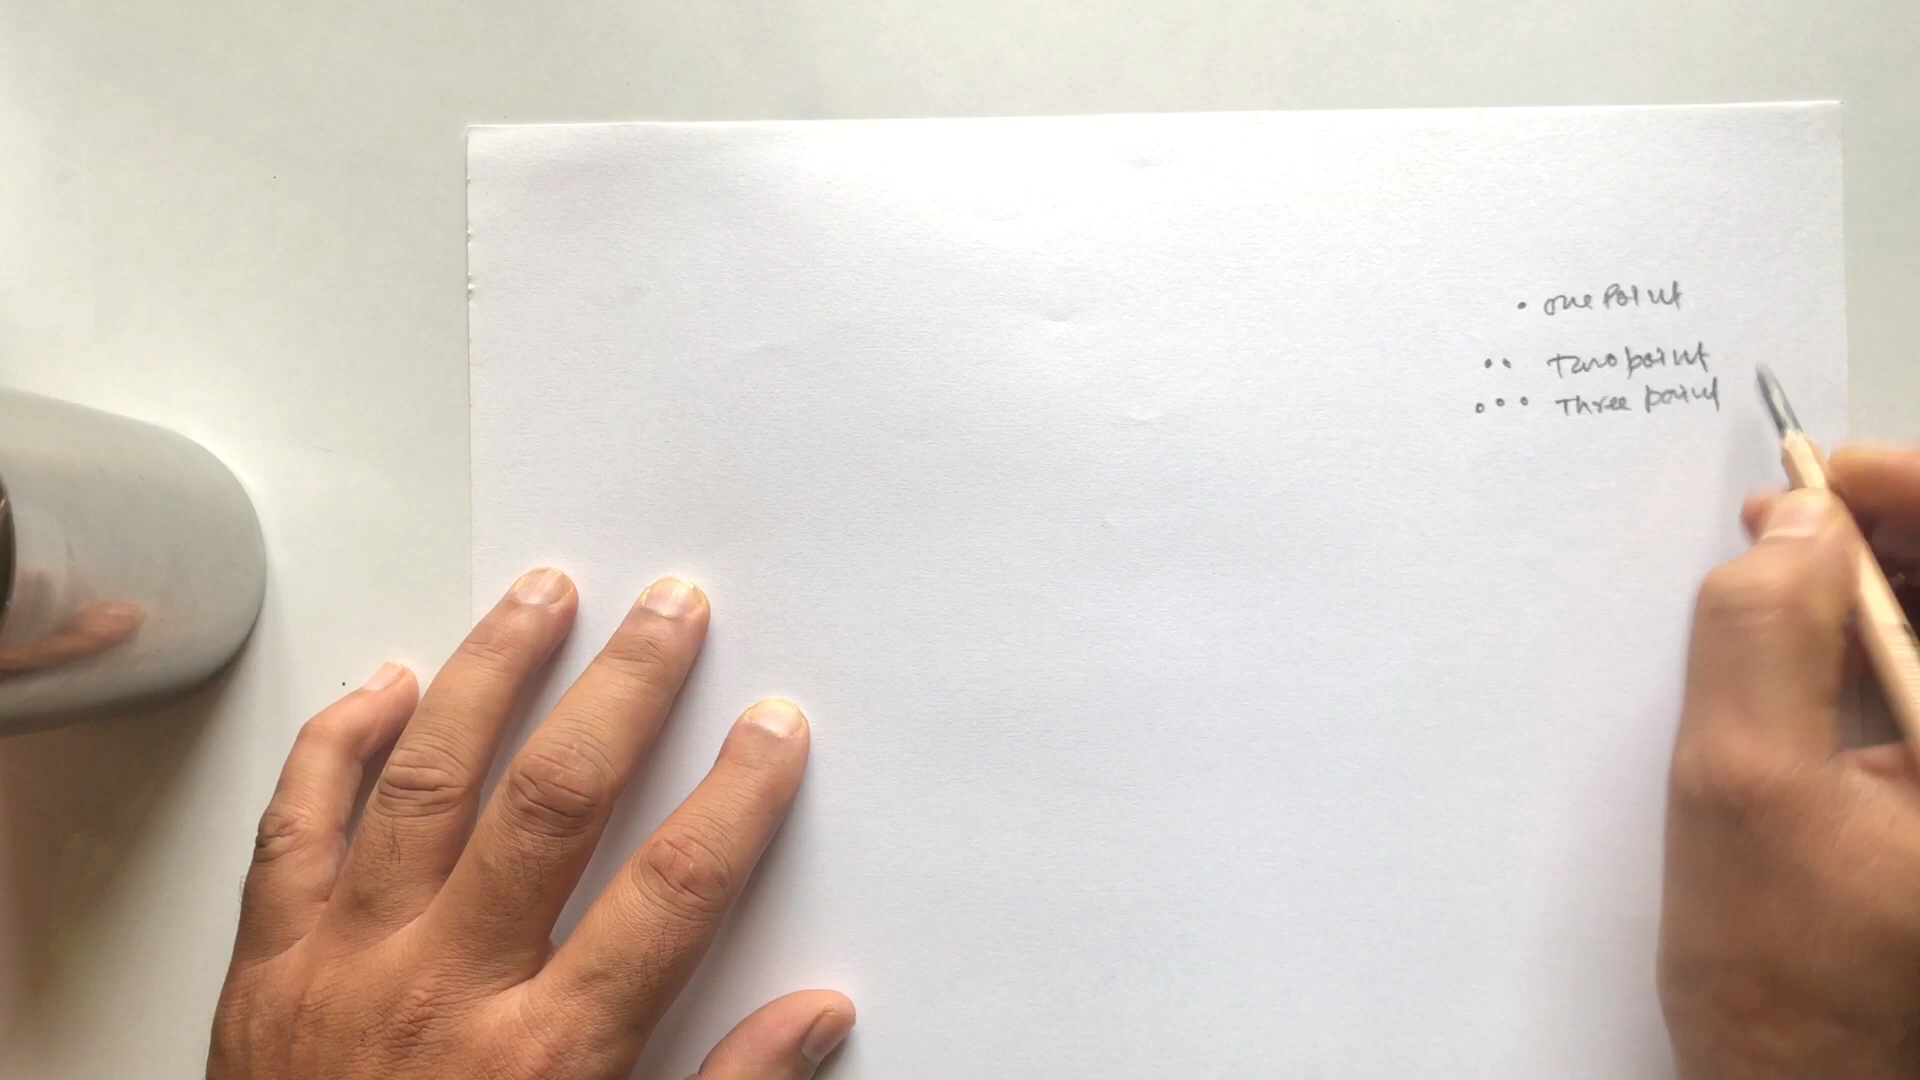 • one Point
•• Two point
••• Three point